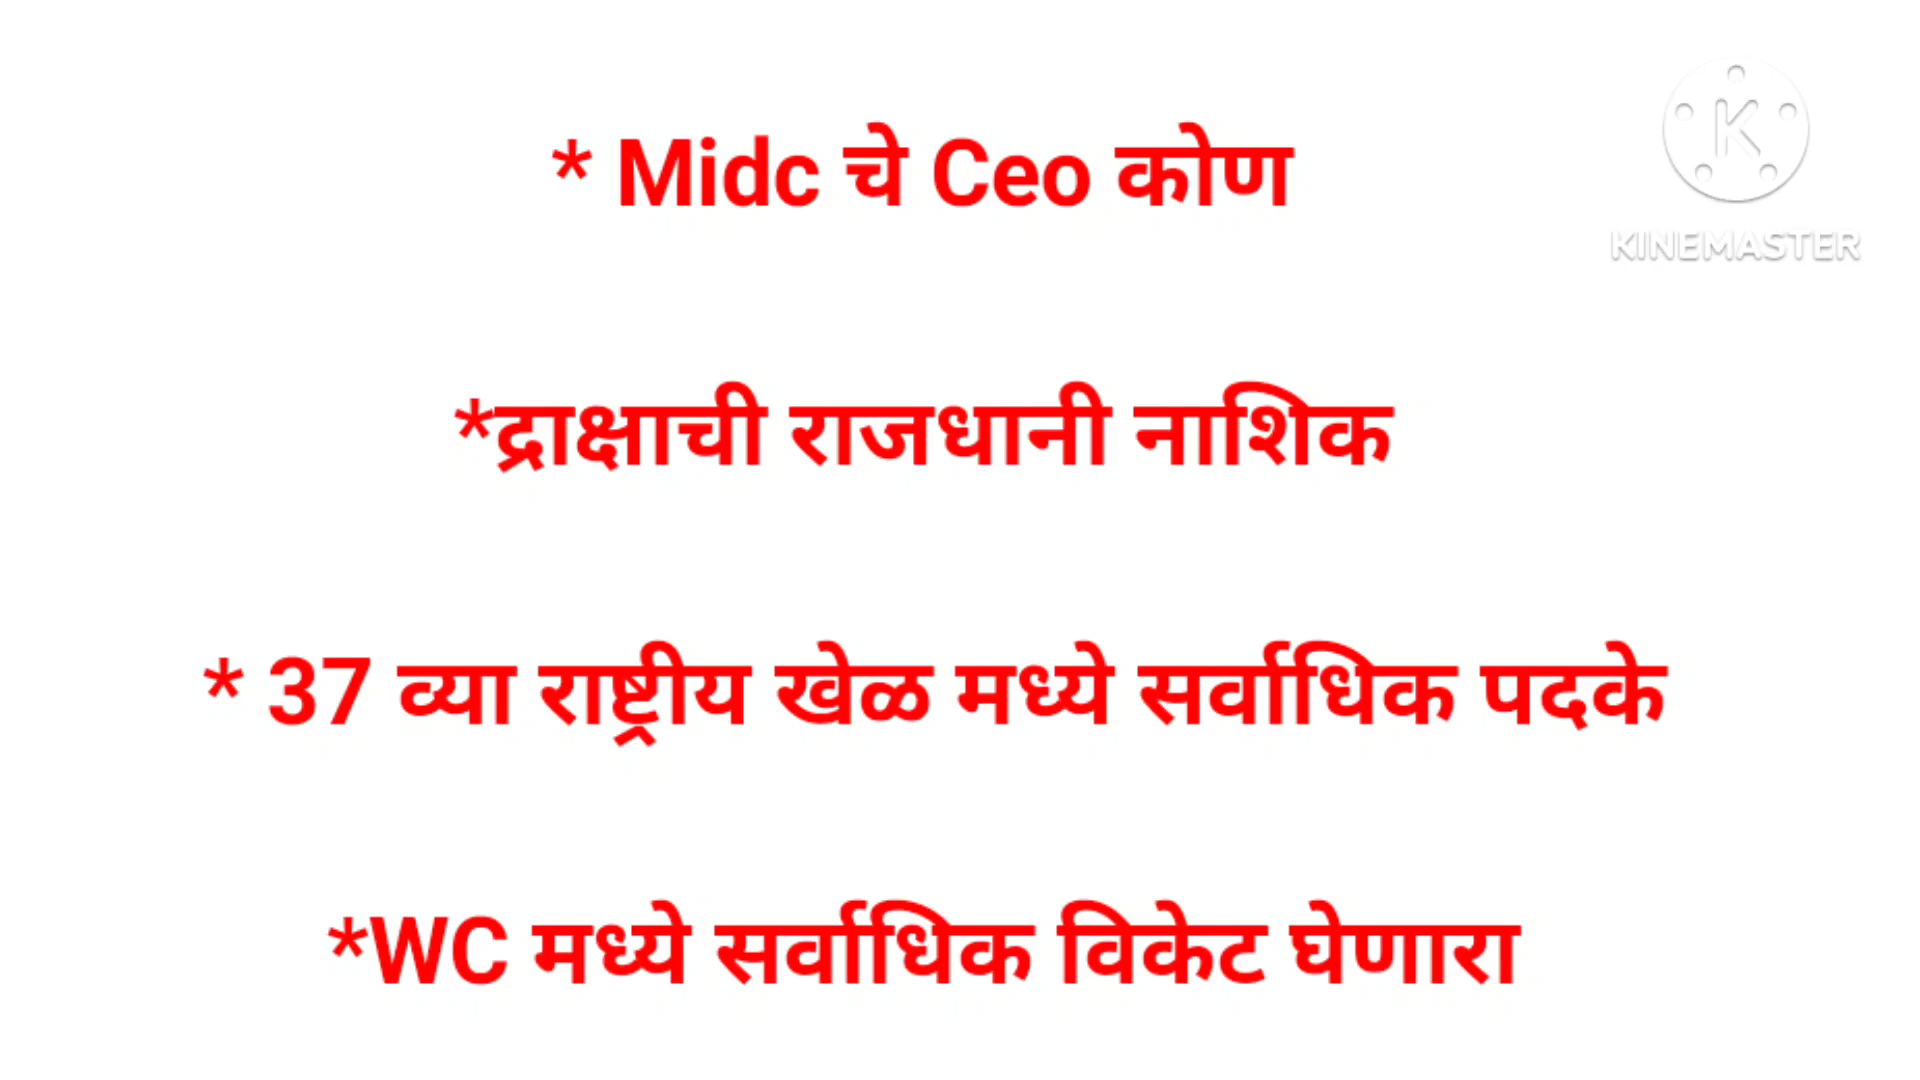 * Midc चे Ceo कोण
KINEMASTER
*द्राक्षाची राजधानी नाशिक
* 37 व्या राष्ट्रीय खेळ मध्ये सर्वाधिक पदके
*WC मध्ये सर्वाधिक विकेट घेणारा